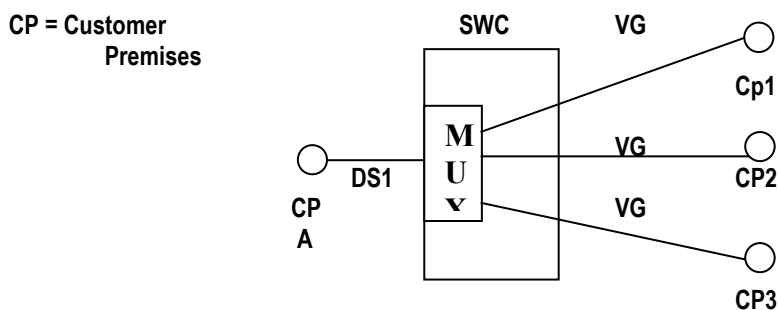 CP = Customer
Premises
SWC
VG
Cp1
M
U
X
VG
DS1
CP2
CP
A
VG
CP3